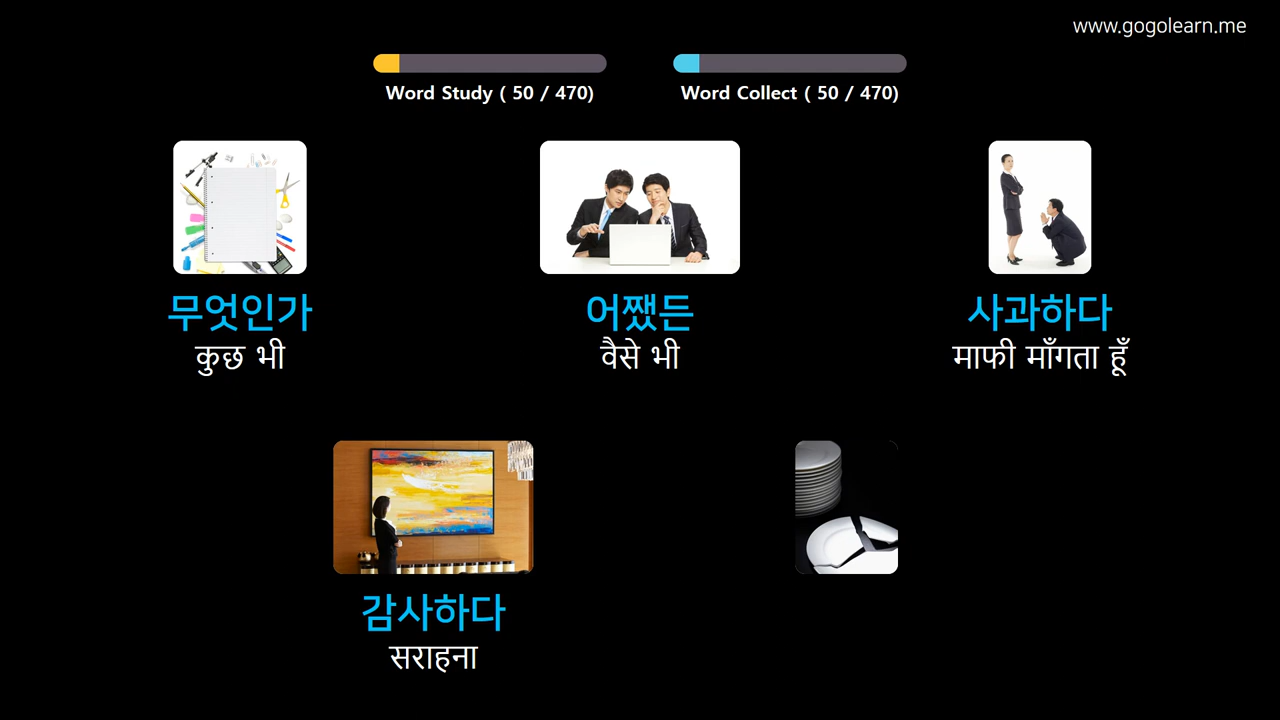 www.gogolearn.me
Word Study ( 50 / 470)
Word Collect ( 50 / 470)
무엇인가
कुछ भी
어쨌든
वैसे भी
사과하다
माफी माँगता हूँ
감사하다
सराहना